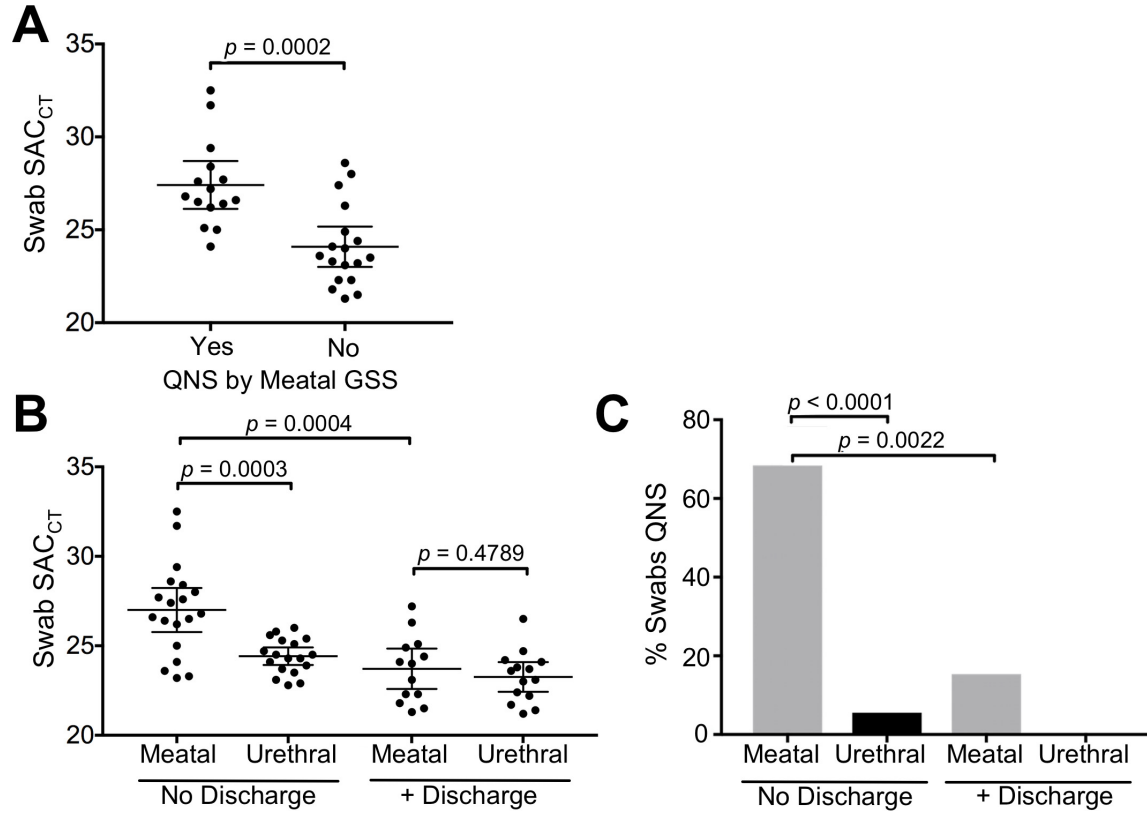 A
35
30
25
20
Swab SAC_CT
p = 0.0002
Yes No
QNS by Meatal GSS
B
35
30
25
20
Swab SAC_CT
p = 0.0004
p = 0.0003
p = 0.4789
Meatal Urethral Meatal Urethral
No Discharge + Discharge
C
80
60
40
20
0
% Swabs QNS
p < 0.0001
p = 0.0022
Meatal Urethral Meatal Urethral
No Discharge + Discharge